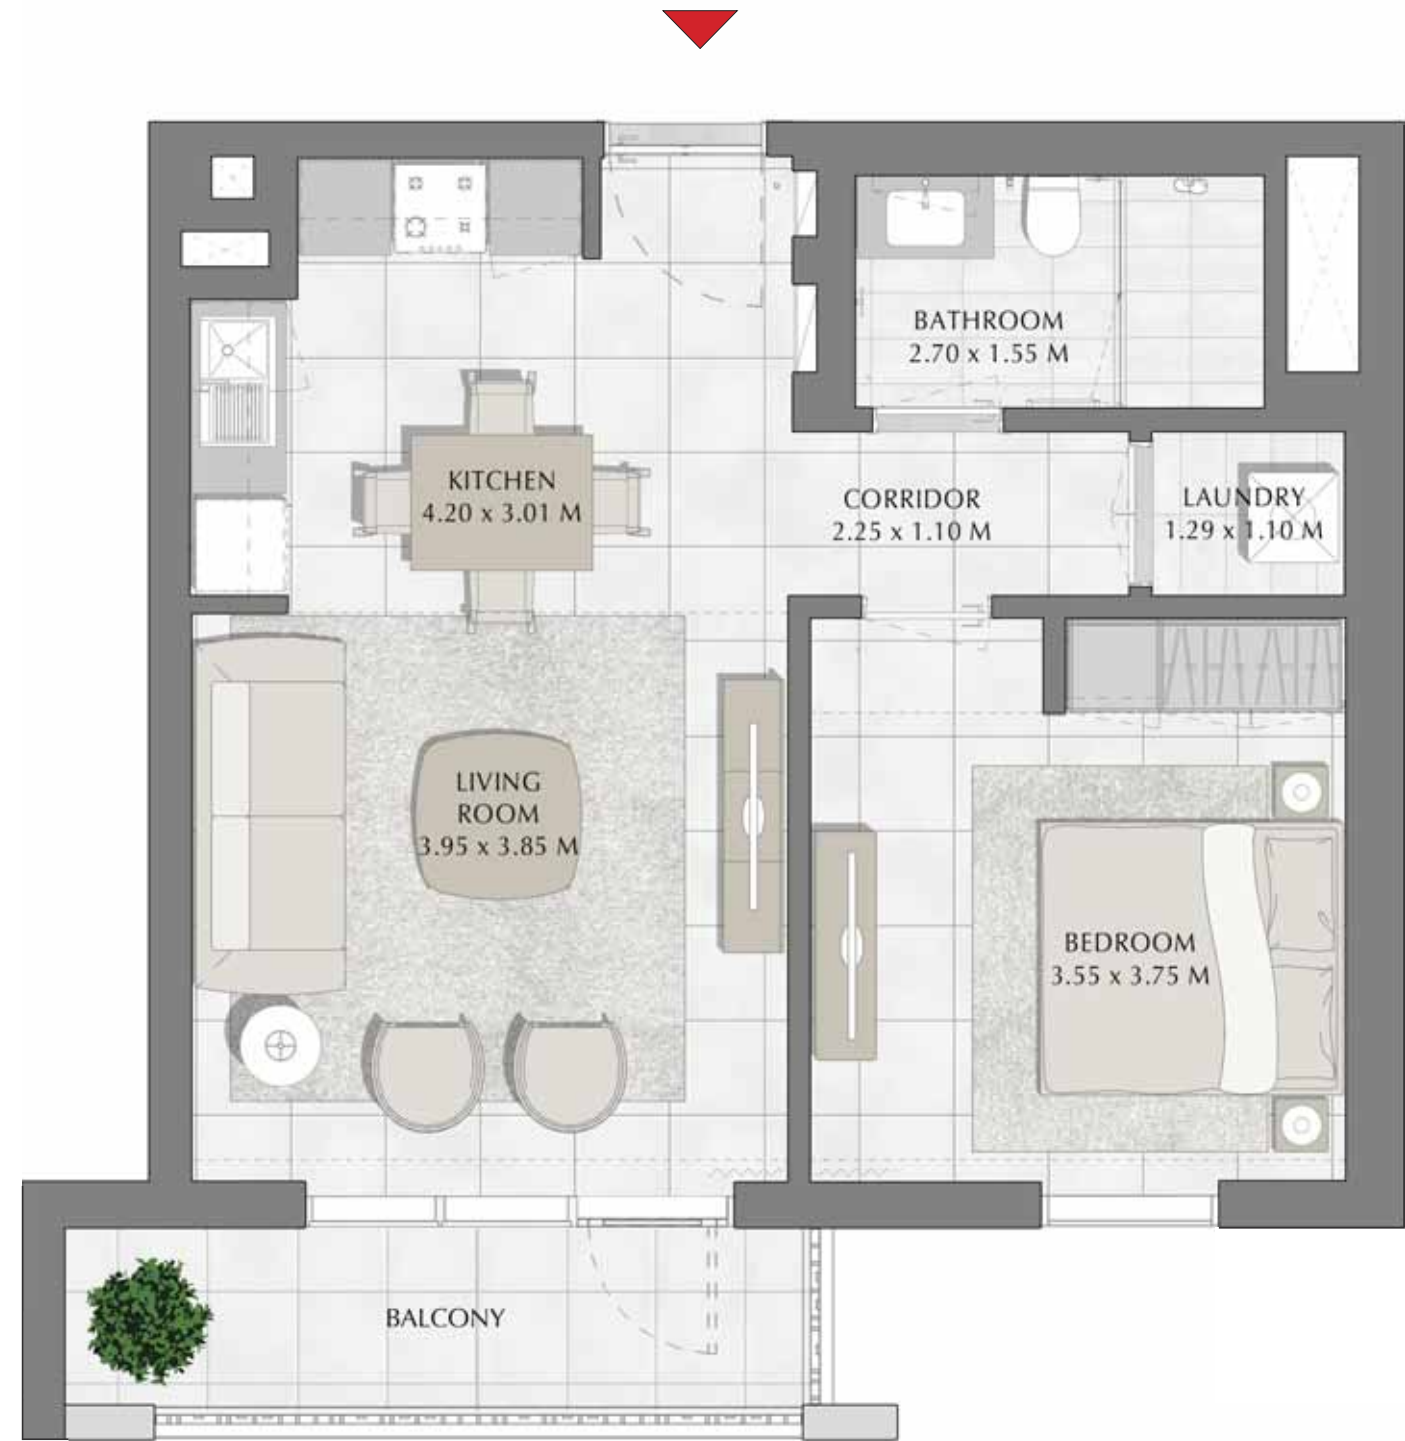 BATHROOM
2.70 x 1.55 M
KITCHEN
4.20 x 3.01 M
CORRIDOR
2.25 x 1.10 M
LAUNDRY
1.29 x 1.10 M
LIVING
ROOM
3.95 x 3.85 M
BEDROOM
3.55 x 3.75 M
BALCONY